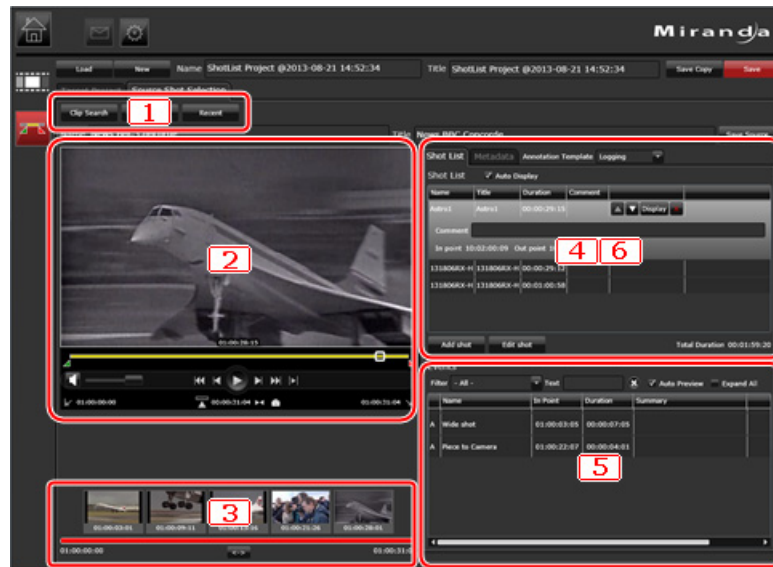 Miranda
Load New Name ShotList Project @2013-08-21 14:52:34 Title ShotList Project @2013-08-21 14:52:34 Save Copy Save
Source Shot Selection
Clip Search 1 Recent
Title News BBC Concorde Save Source
Shot List Metadata Annotation Template Logging
Shot List Auto Display
Name Title Duration Comment
Astrs1 Astrs1 00:00:29:15 Display
Comment
In point 10:02:00:09 Out point 4 6
131806RX-H 131806RX-H 00:00:29:12
131806RX-H 131806RX-H 00:01:00:58
Add shot Edit shot Total Duration 00:01:59:20
2
01:00:28:15
01:00:00:00 00:00:31:04 01:00:31:04
Events
Filter - All - Text Auto Preview Expand All
Name In Point Duration Summary
A Wide shot 01:00:03:05 00:00:07:05
A Piece to Camera 01:00:22:07 00:00:04:01
5
3
01:00:03:01 01:00:09:11 01:00:21:26 01:00:28:01
01:00:00:00